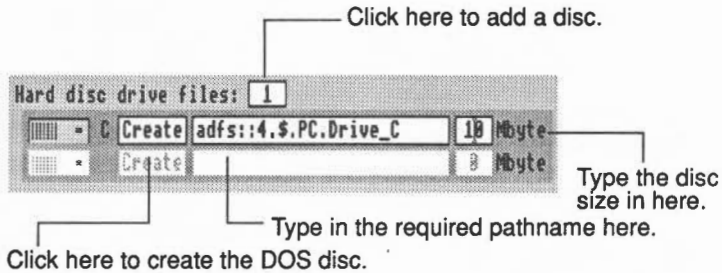 Click here to add a disc.
Hard disc drive files: 1
C Create adfs::4.$.PC.Drive_C 10 Mbyte
Create 0 Mbyte
Type the disc
size in here.
Type in the required pathname here.
Click here to create the DOS disc.